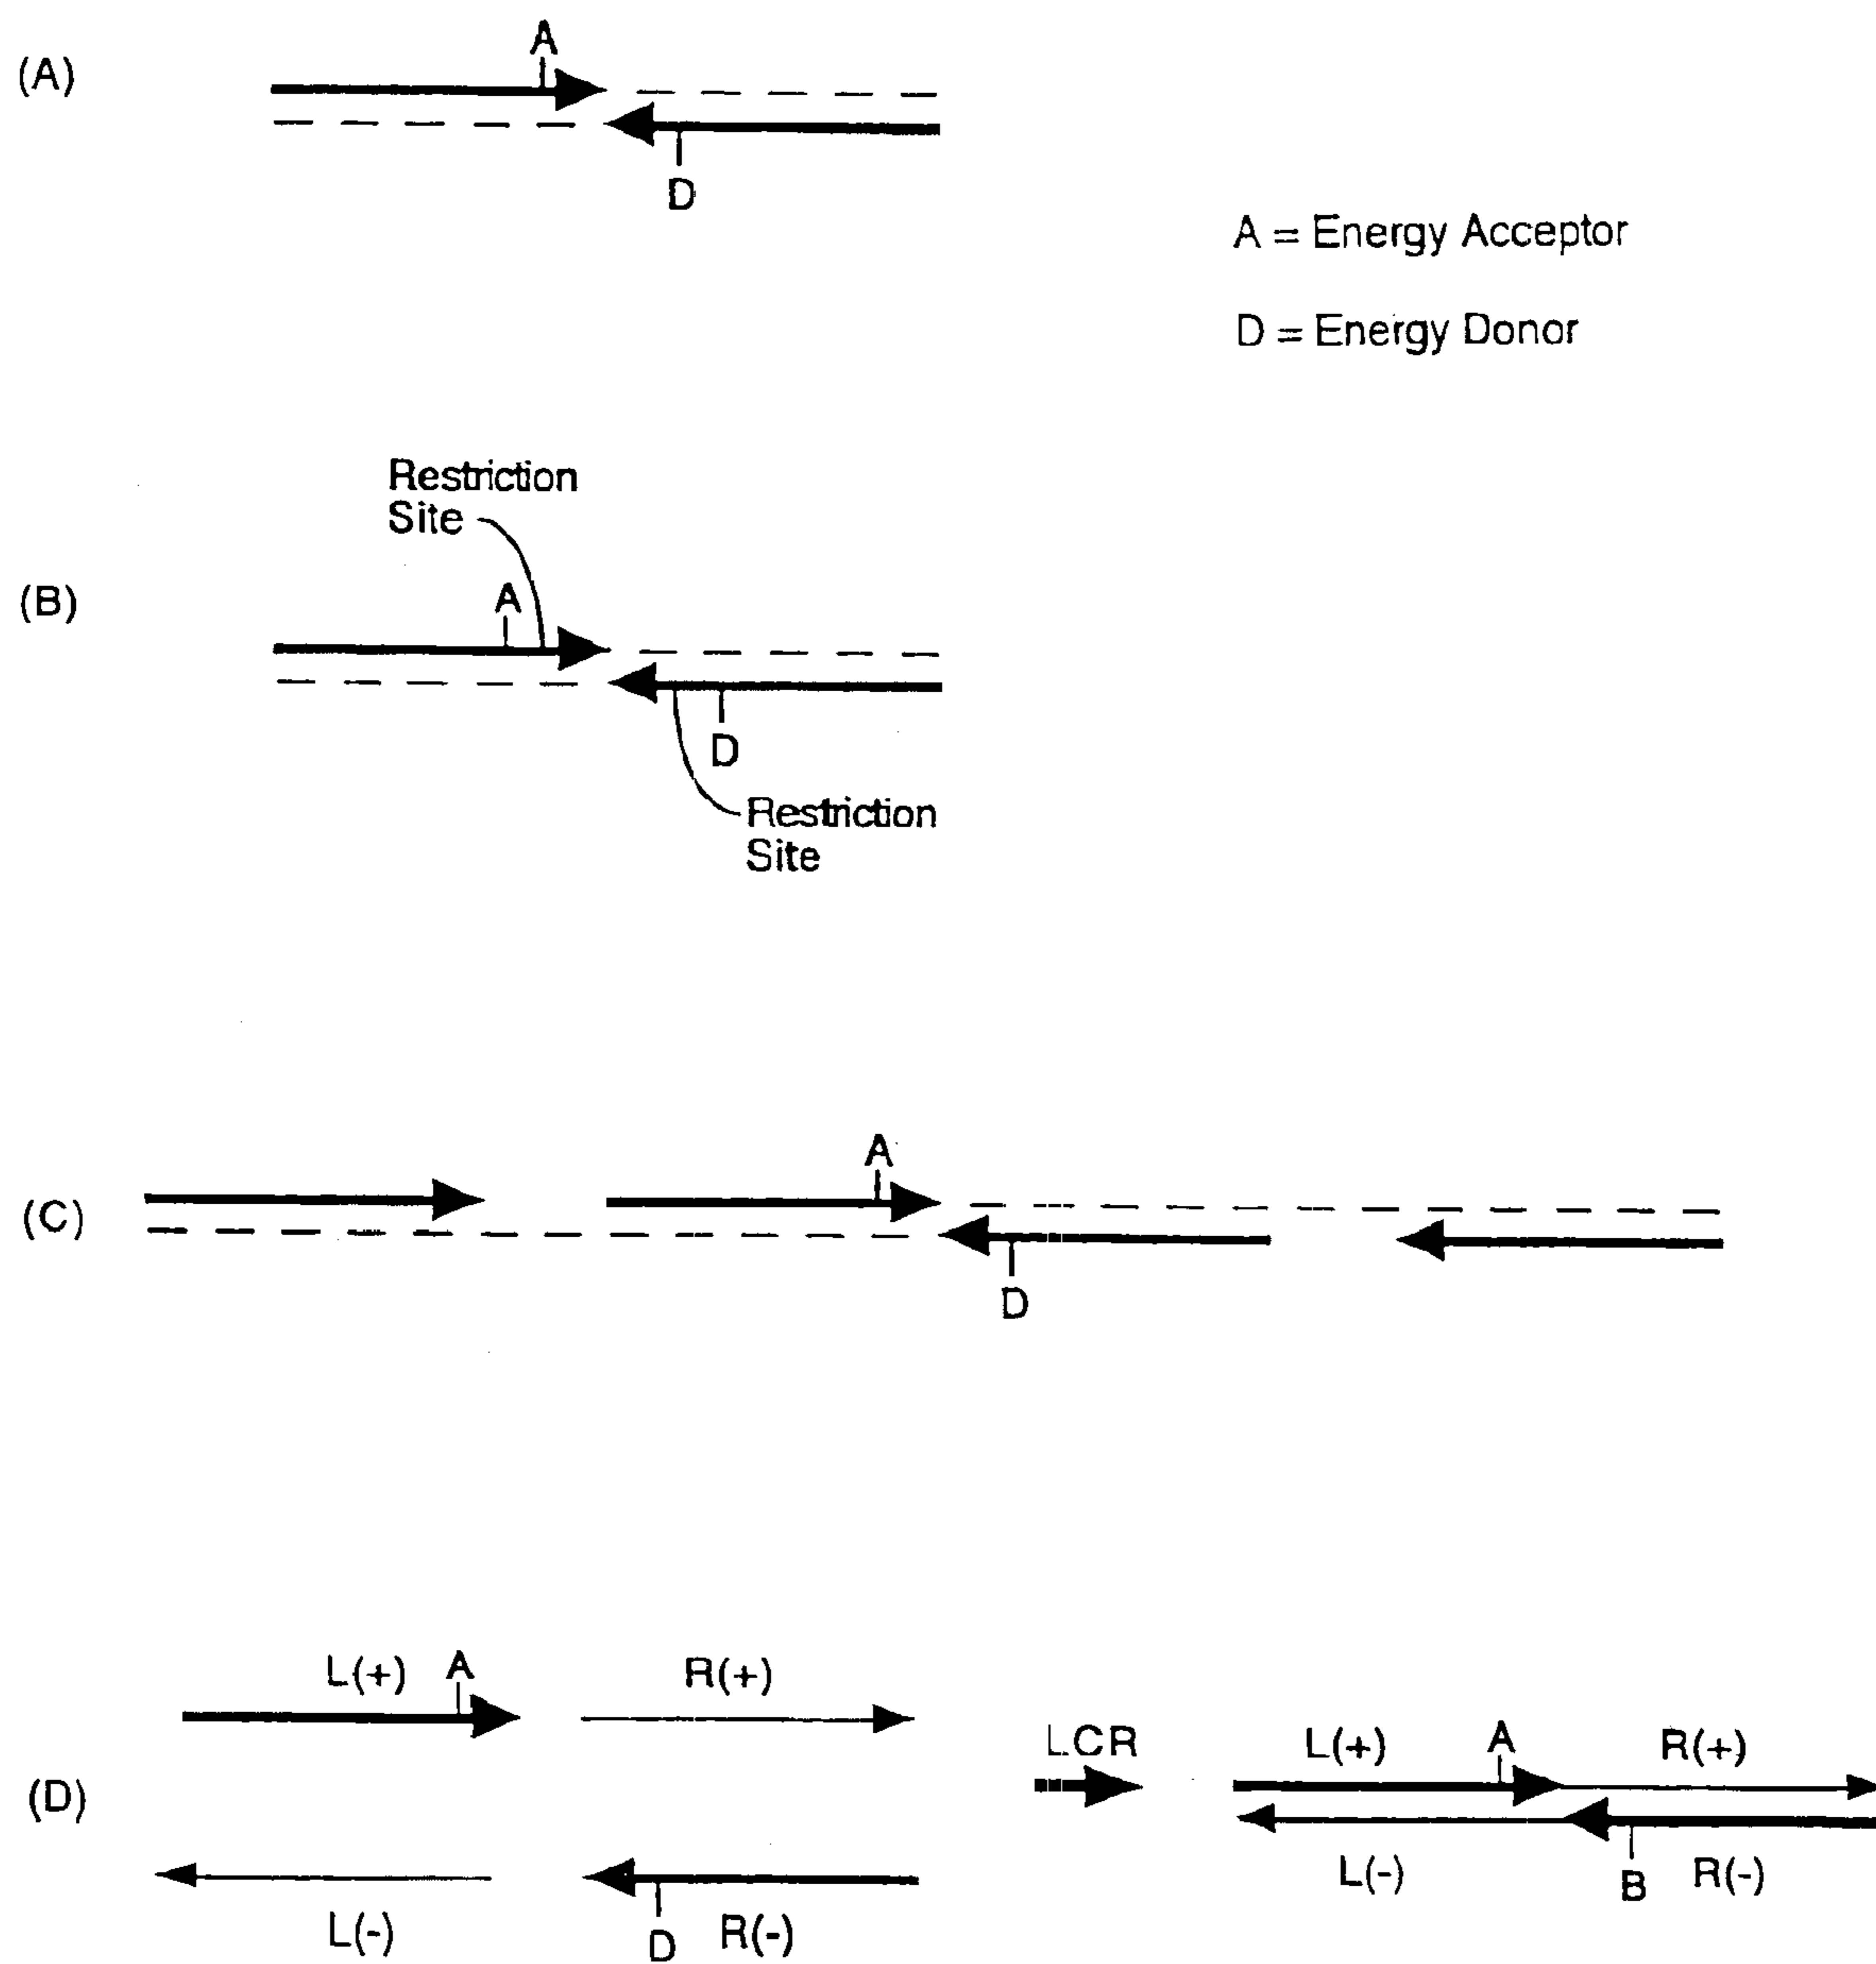 (A)
A
D
A = Energy Acceptor
D = Energy Donor
(B)
Restriction
Site
A
D
Restriction
Site
(C)
A
D
(D)
L(+) A R(+)
L(-) D R(-)
LCR
L(+) A R(+)
L(-) B R(-)